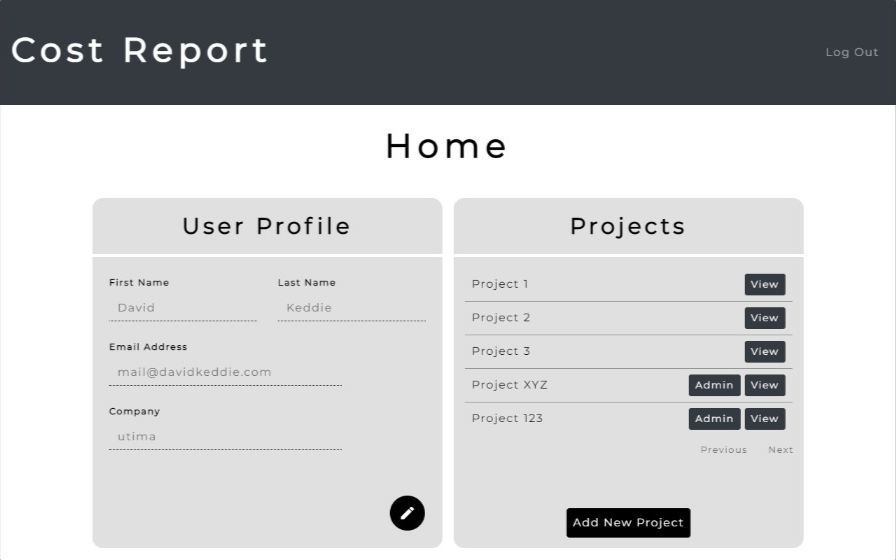 Cost Report
Log Out
Home
User Profile
First Name
Last Name
David
Keddie
Email Address
mail@davidkeddie.com
Company
utima
Projects
Project 1 View
Project 2 View
Project 3 View
Project XYZ Admin View
Project 123 Admin View
Previous Next
Add New Project